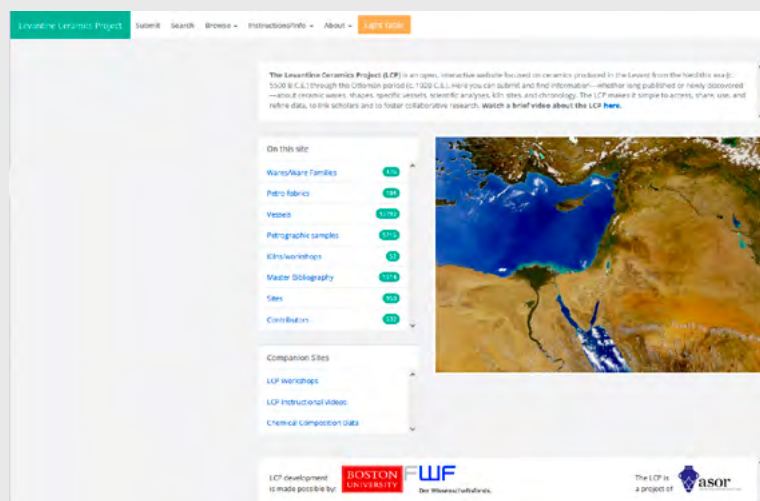 Levantine Ceramics Project Submit Search Browse Instructions/Info About Light Table
The Levantine Ceramics Project (LCP) is an open, interactive website focused on ceramics produced in the Levant from the Neolithic era (c.
5500 B.C.E.) through the Ottoman period (c. 1920 C.E.). Here you can submit and find information—whether long published or newly discovered
—about ceramic wares, shapes, specific vessels, scientific analyses, kiln sites, and chronology. The LCP makes it simple to access, share, use, and
refine data, to link scholars and to foster collaborative research. Watch a brief video about the LCP here.
On this site
Wares/Ware Families
Petro fabrics
Vessels
Petrographic samples
Kilns/workshops
Master Bibliography
Sites
Contributors
Companion Sites
LCP Workshops
LCP Instructional Videos
Chemical Composition Data
LCP development
is made possible by:
BOSTON
UNIVERSITY
FWF
Der Wissenschaftsfonds.
The LCP is
a project of
asor